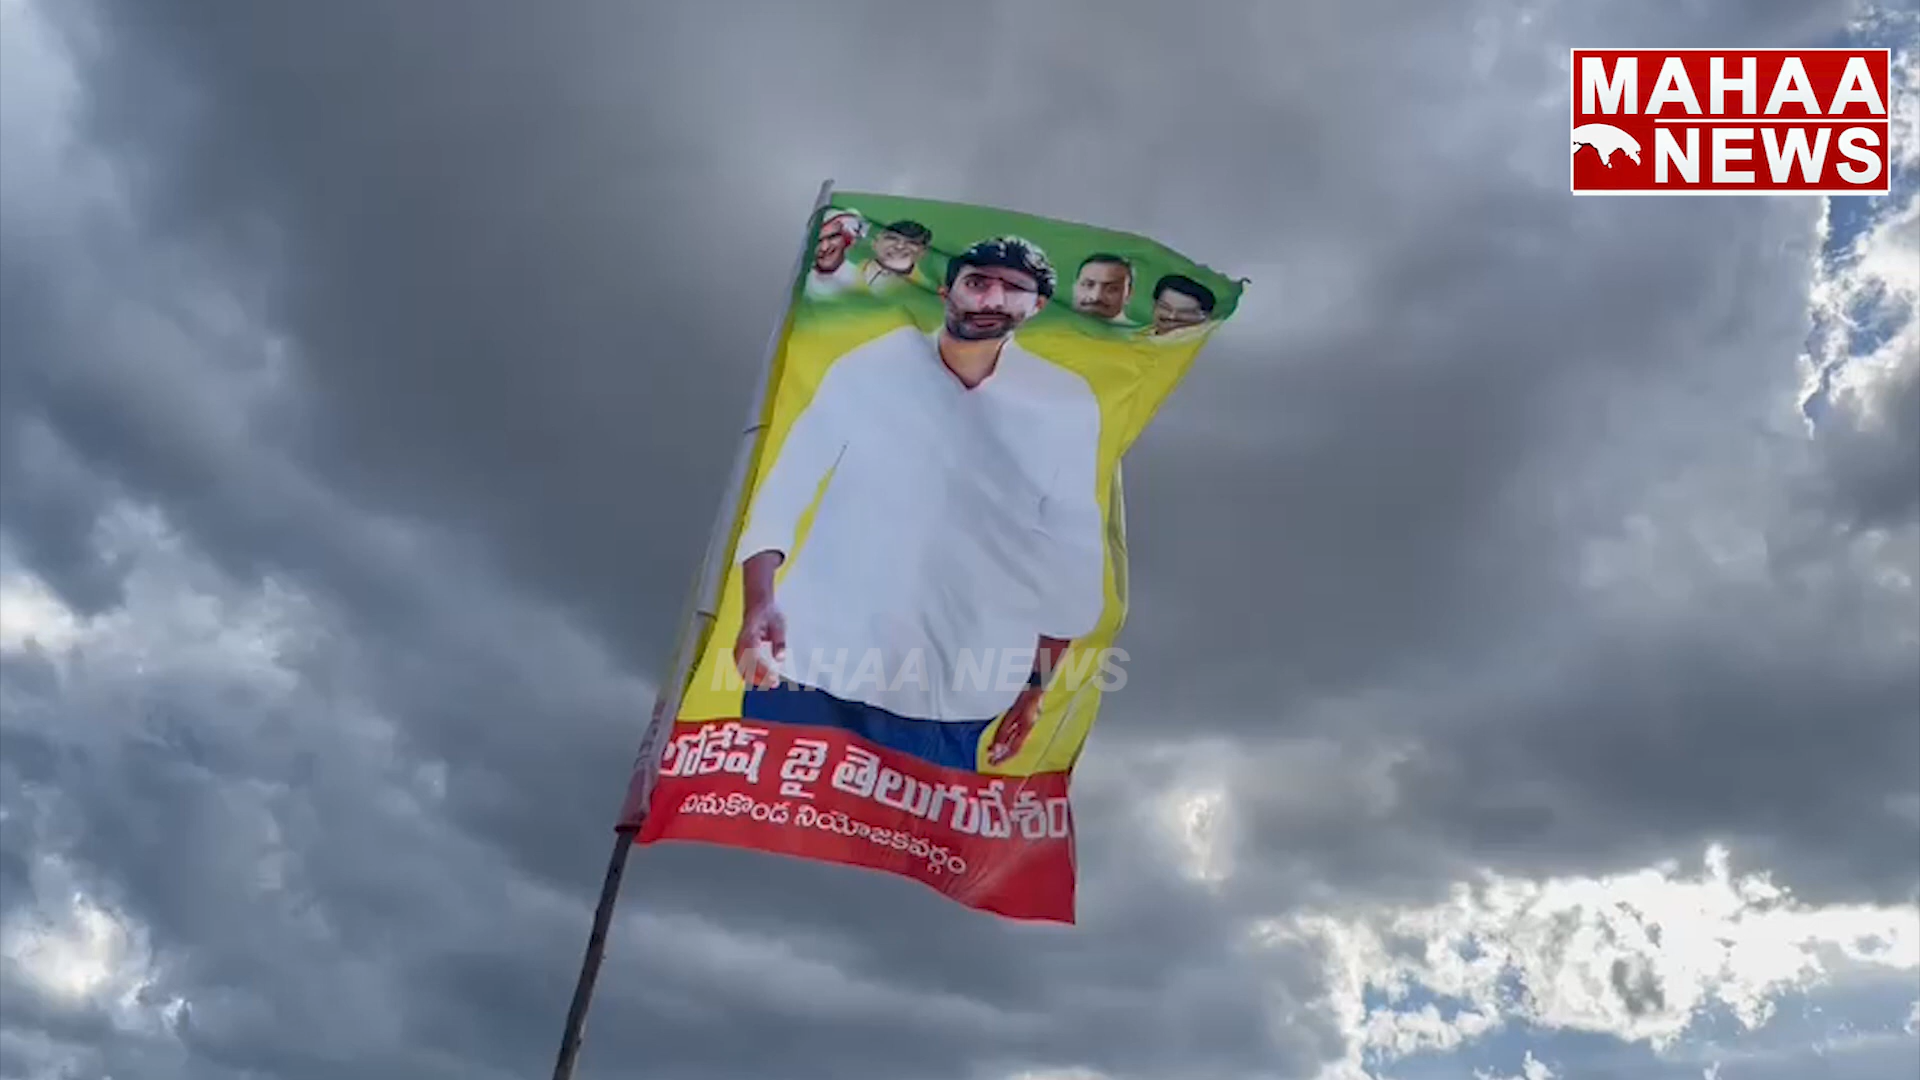 MAHAA
NEWS
MAHAA NEWS
లోకేష్ జై తెలుగుదేశం
వినుకొండ నియోజకవర్గం